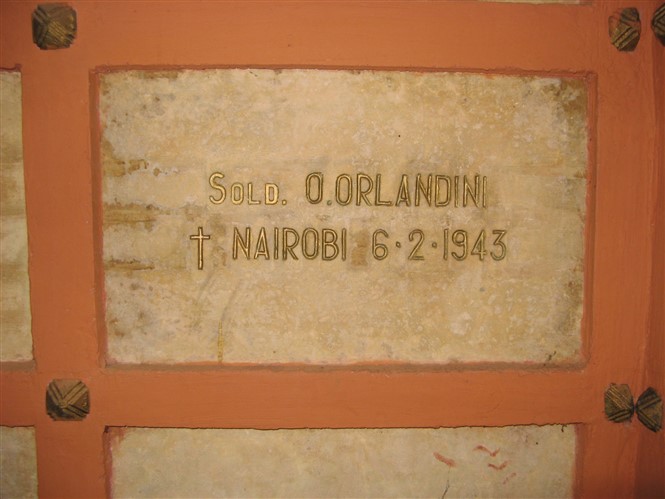 SOLD. O.ORLANDINI
† NAIROBI 6·2·1943